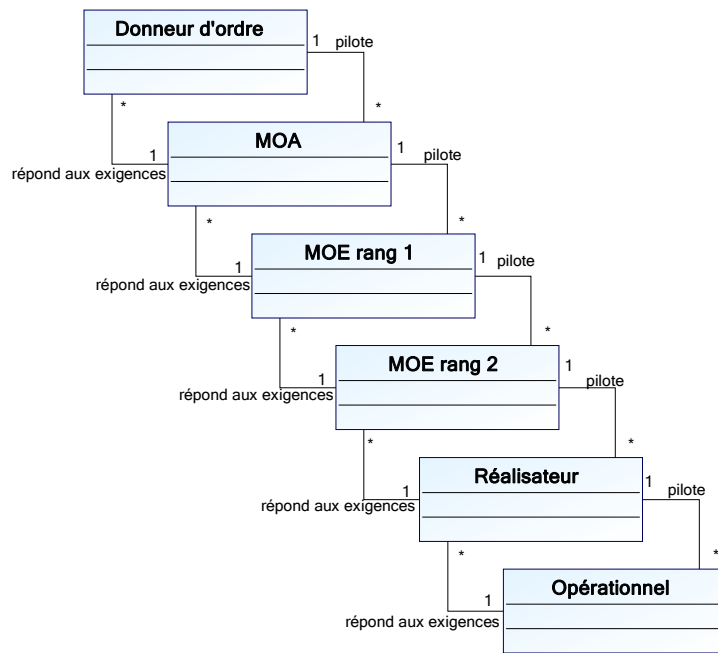 Donneur d'ordre
1
pilote
*
*
MOA
1
répond aux exigences
1
pilote
*
*
MOE rang 1
1
répond aux exigences
1
pilote
*
*
MOE rang 2
1
répond aux exigences
1
pilote
*
*
Réalisateur
1
répond aux exigences
1
pilote
*
*
Opérationnel
1
répond aux exigences